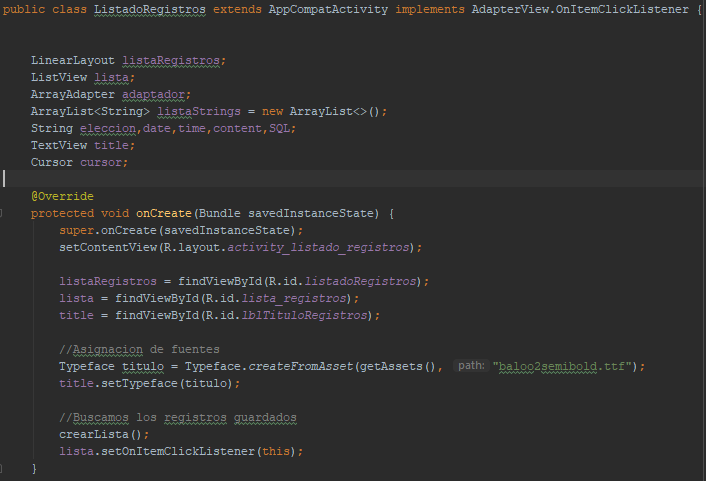 public class ListadoRegistros extends AppCompatActivity implements AdapterView.OnItemClickListener {
LinearLayout listaRegistros;
ListView lista;
ArrayAdapter adaptador;
ArrayList<String> listaStrings = new ArrayList<>();
String eleccion,date,time,content,SQL;
TextView title;
Cursor cursor;
@Override
protected void onCreate(Bundle savedInstanceState) {
super.onCreate(savedInstanceState);
setContentView(R.layout.activity_listado_registros);
listaRegistros = findViewById(R.id.listadoRegistros);
lista = findViewById(R.id.lista_registros);
title = findViewById(R.id.lblTituloRegistros);
//Asignacion de fuentes
Typeface titulo = Typeface.createFromAsset(getAssets(), path: "baloo2semibold.ttf");
title.setTypeface(titulo);
//Buscamos los registros guardados
crearLista();
lista.setOnItemClickListener(this);
}